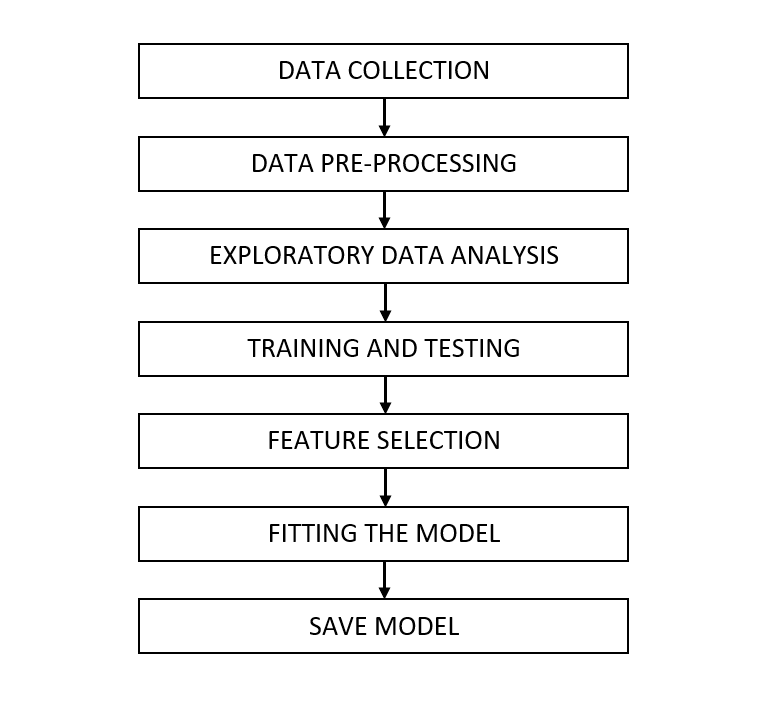 DATA COLLECTION
DATA PRE-PROCESSING
EXPLORATORY DATA ANALYSIS
TRAINING AND TESTING
FEATURE SELECTION
FITTING THE MODEL
SAVE MODEL